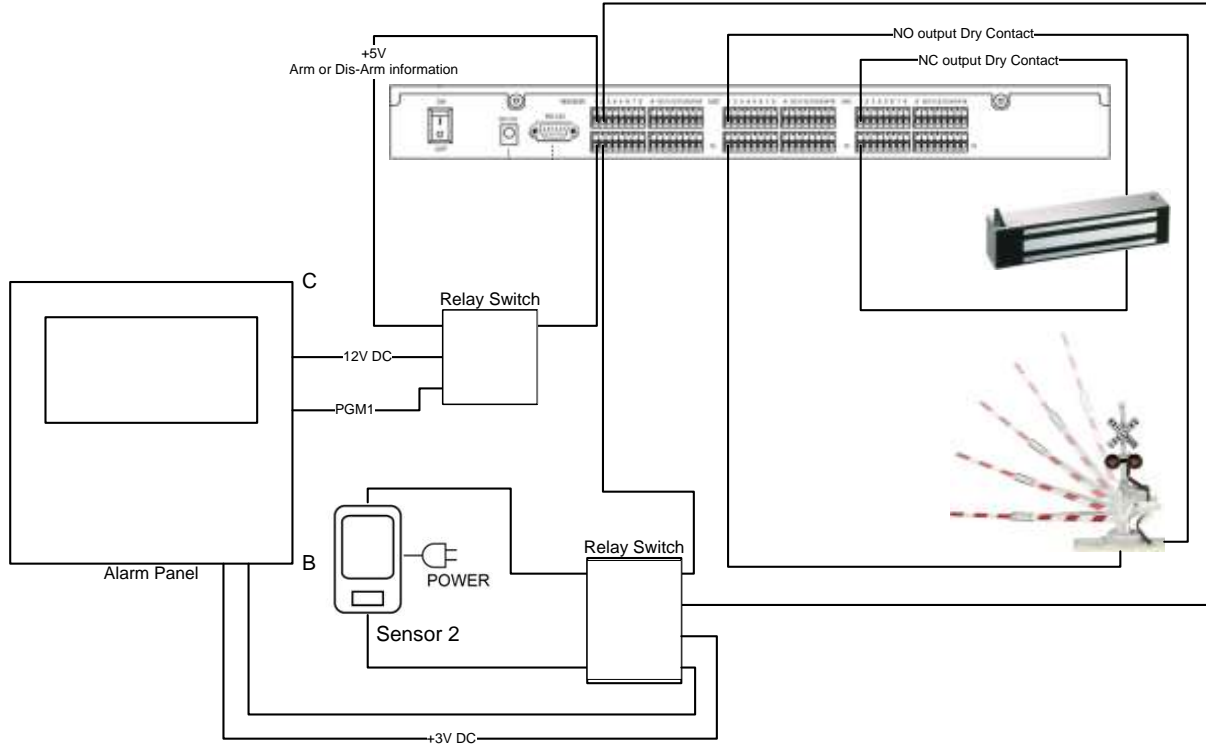 NO output Dry Contact
+5V
Arm or Dis-Arm information
NC output Dry Contact
C
Relay Switch
12V DC
PGM1
Relay Switch
B
Alarm Panel
POWER
Sensor 2
+3V DC